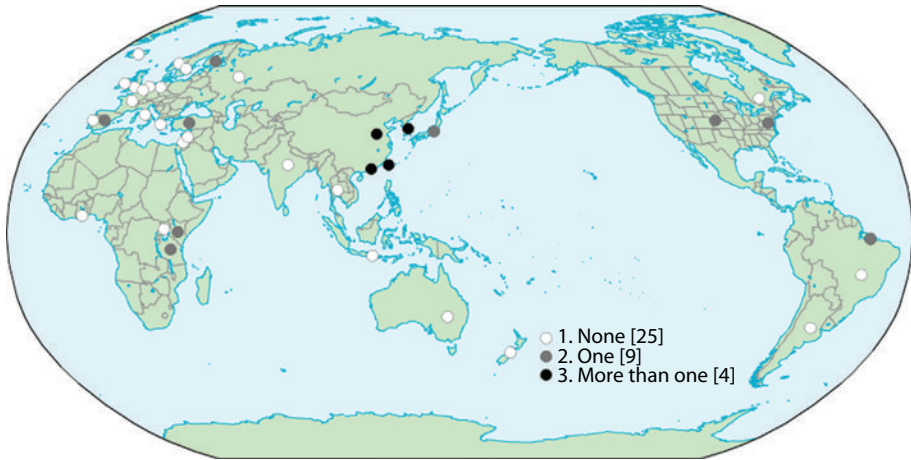 1. None [25]
2. One [9]
3. More than one [4]